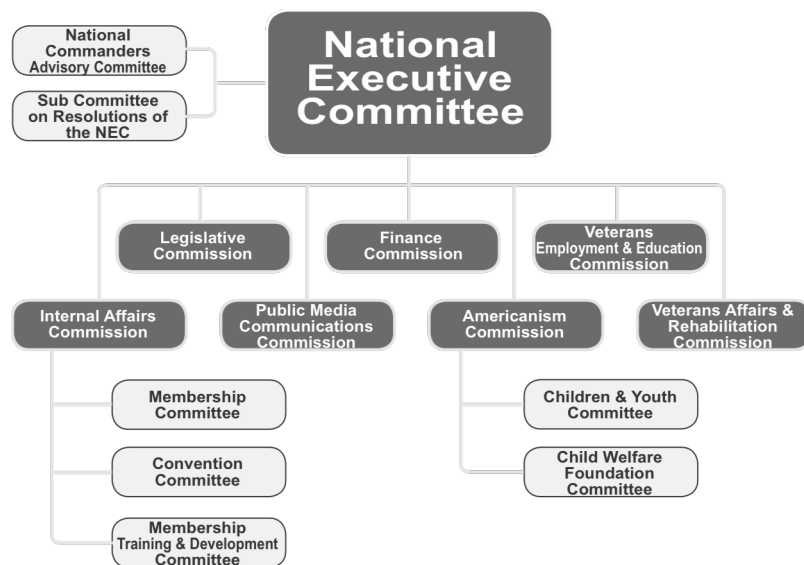 National
Commanders
Advisory Committee
Sub Committee
on Resolutions of
the NEC
National
Executive
Committee
Legislative
Commission
Finance
Commission
Veterans
Employment & Education
Commission
Internal Affairs
Commission
Public Media
Communications
Commission
Americanism
Commission
Veterans Affairs &
Rehabilitation
Commission
Membership
Committee
Convention
Committee
Membership
Training & Development
Committee
Children & Youth
Committee
Child Welfare
Foundation
Committee